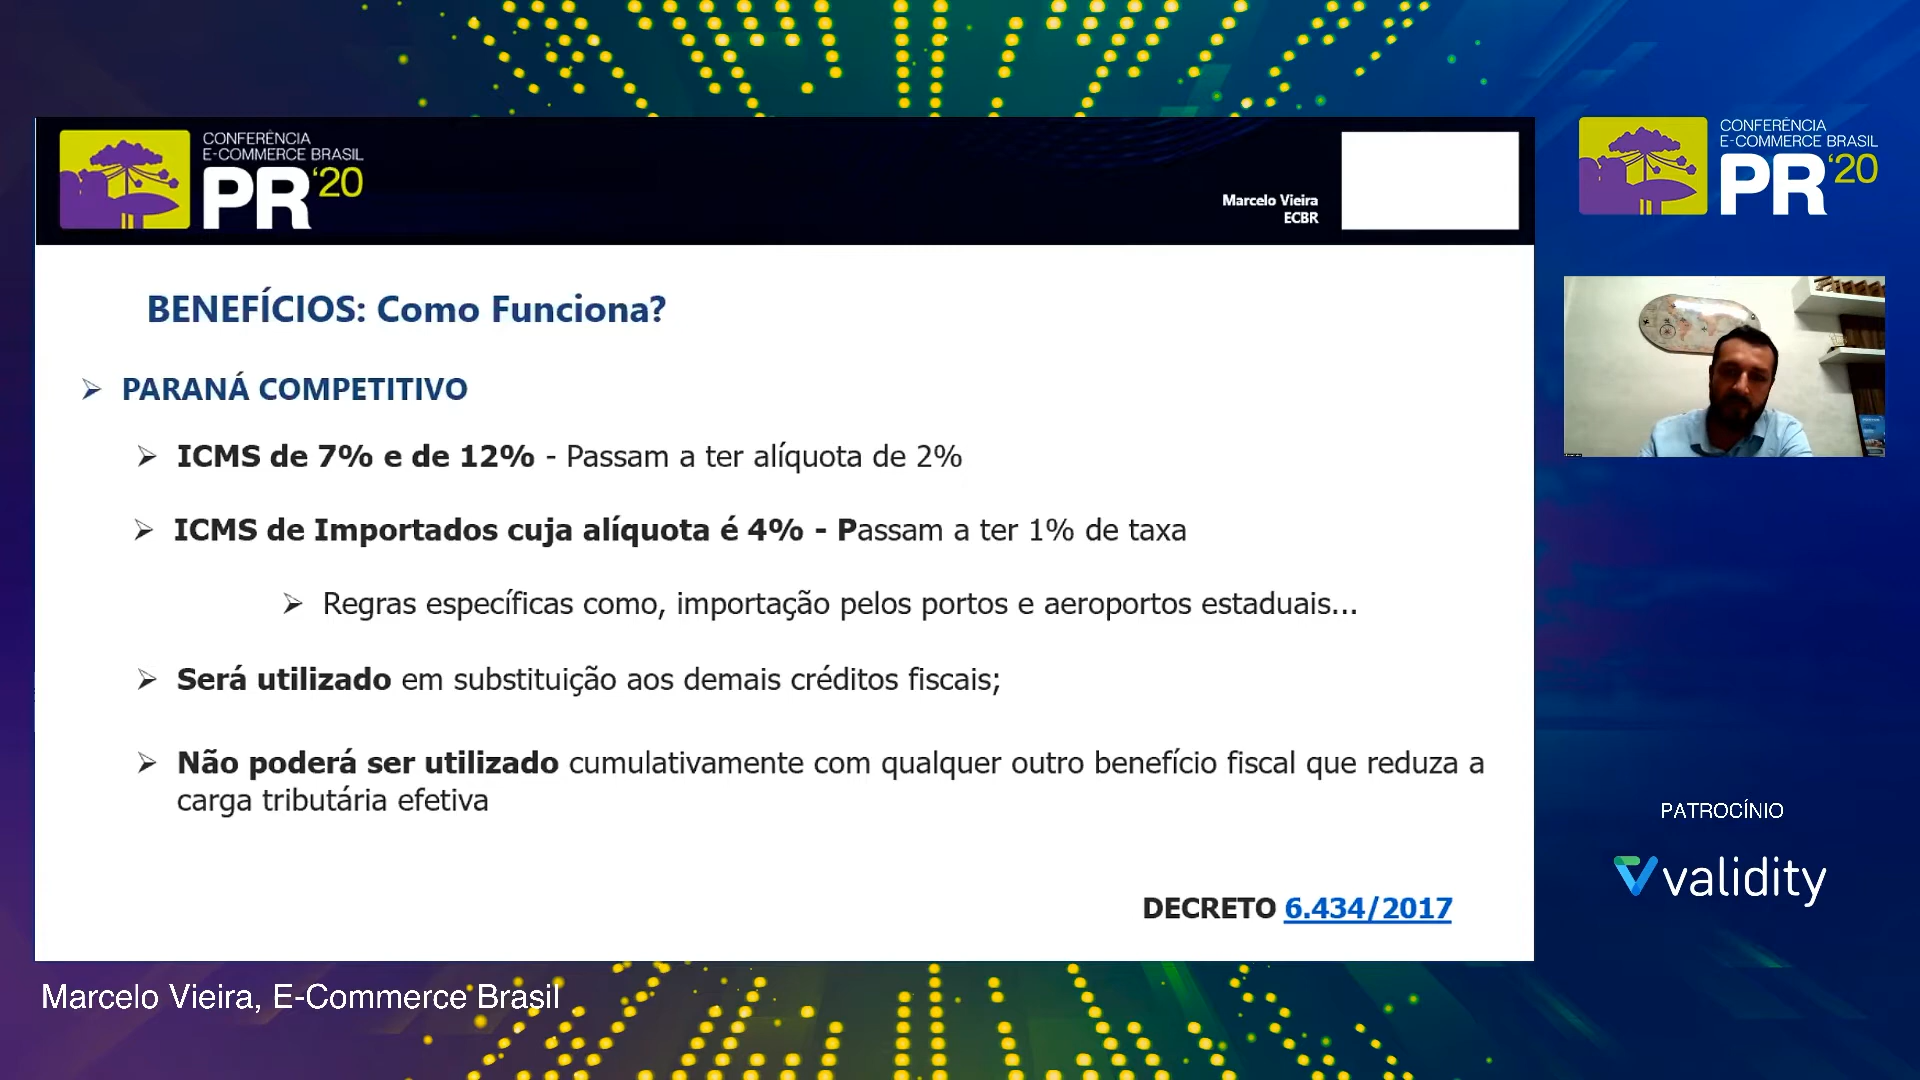 CONFERÊNCIA
E-COMMERCE BRASIL
PR'20
Marcelo Vieira
ECBR
CONFERÊNCIA
E-COMMERCE BRASIL
PR'20
BENEFÍCIOS: Como Funciona?
PARANÁ COMPETITIVO
ICMS de 7% e de 12% - Passam a ter alíquota de 2%
ICMS de Importados cuja alíquota é 4% - Passam a ter 1% de taxa
Regras específicas como, importação pelos portos e aeroportos estaduais...
Será utilizado em substituição aos demais créditos fiscais;
Não poderá ser utilizado cumulativamente com qualquer outro benefício fiscal que reduza a
carga tributária efetiva
DECRETO 6.434/2017
PATROCÍNIO
validity
Marcelo Vieira, E-Commerce Brasil